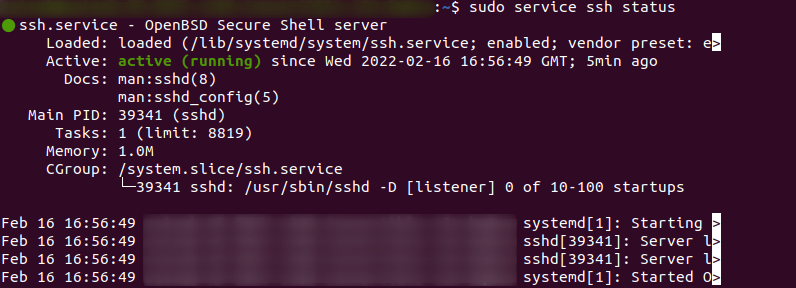 :~$ sudo service ssh status
ssh.service - OpenBSD Secure Shell server
Loaded: loaded (/lib/systemd/system/ssh.service; enabled; vendor preset: e>
Active: active (running) since Wed 2022-02-16 16:56:49 GMT; 5min ago
Docs: man:sshd(8)
man:sshd_config(5)
Main PID: 39341 (sshd)
Tasks: 1 (limit: 8819)
Memory: 1.0M
CGroup: /system.slice/ssh.service
└─39341 sshd: /usr/sbin/sshd -D [listener] 0 of 10-100 startups
Feb 16 16:56:49 systemd[1]: Starting >
Feb 16 16:56:49 sshd[39341]: Server l>
Feb 16 16:56:49 sshd[39341]: Server l>
Feb 16 16:56:49 systemd[1]: Started O>